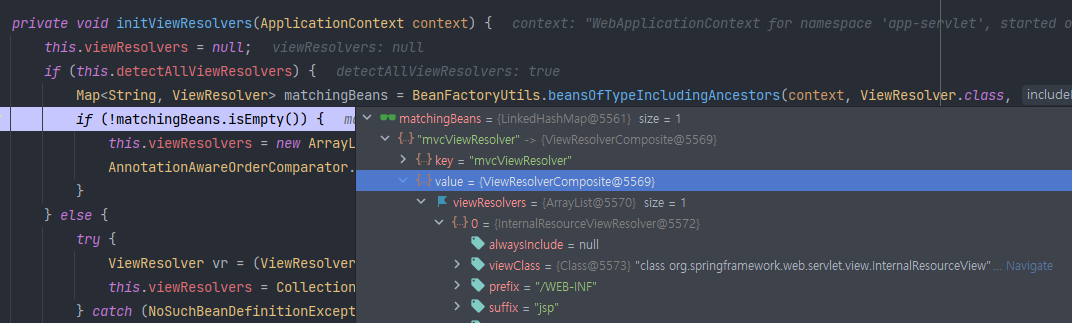 private void initViewResolvers(ApplicationContext context) {   context: "WebApplicationContext for namespace 'app-servlet', started o
this.viewResolvers = null;   viewResolvers: null
if (this.detectAllViewResolvers) {   detectAllViewResolvers: true
Map<String, ViewResolver> matchingBeans = BeanFactoryUtils.beansOfTypeIncludingAncestors(context, ViewResolver.class,   includeN
if (!matchingBeans.isEmpty()) {
this.viewResolvers = new ArrayL
AnnotationAwareOrderComparator.
}
} else {
try {
ViewResolver vr = (ViewResolver
this.viewResolvers = Collection
} catch (NoSuchBeanDefinitionExcept
matchingBeans = {LinkedHashMap@5561} size = 1
"mvcViewResolver" -> {ViewResolverComposite@5569}
key = "mvcViewResolver"
value = {ViewResolverComposite@5569}
viewResolvers = {ArrayList@5570} size = 1
0 = {InternalResourceViewResolver@5572}
alwaysInclude = null
viewClass = {Class@5573} "class org.springframework.web.servlet.view.InternalResourceView" ... Navigate
prefix = "/WEB-INF"
suffix = "jsp"